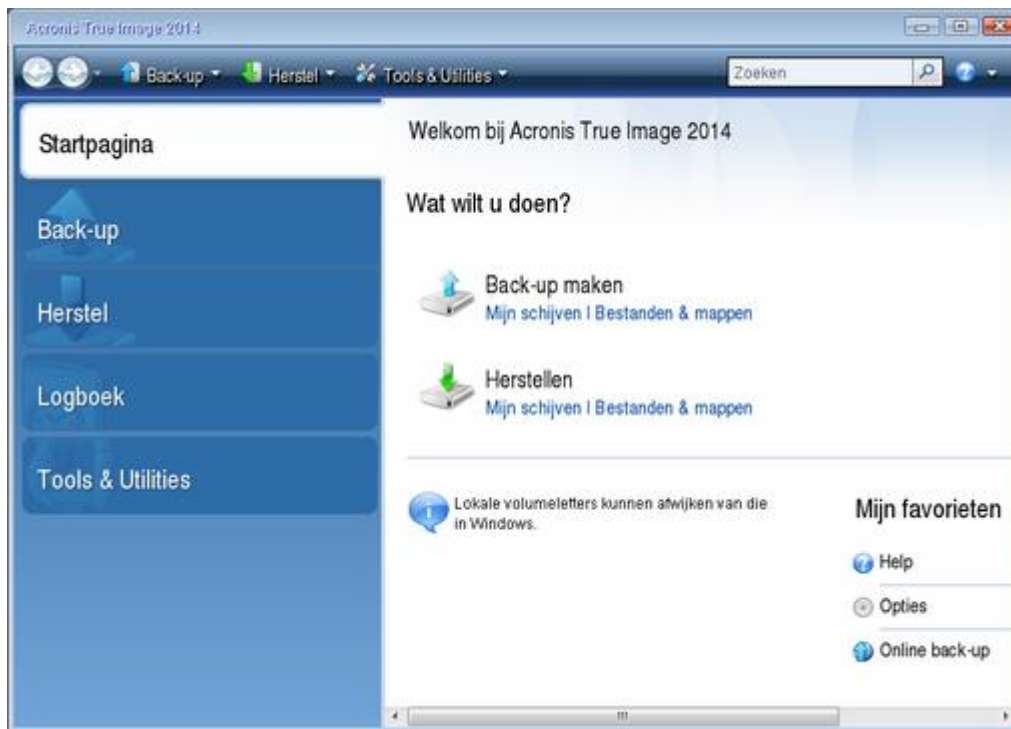 Acronis True Image 2014
Back-up
Herstel
Tools & Utilities
Zoeken
Startpagina
Back-up
Herstel
Logboek
Tools & Utilities
Welkom bij Acronis True Image 2014
Wat wilt u doen?
Back-up maken
Mijn schijven | Bestanden & mappen
Herstellen
Mijn schijven | Bestanden & mappen
Lokale volumeletters kunnen afwijken van die
in Windows.
Mijn favorieten
Help
Opties
Online back-up